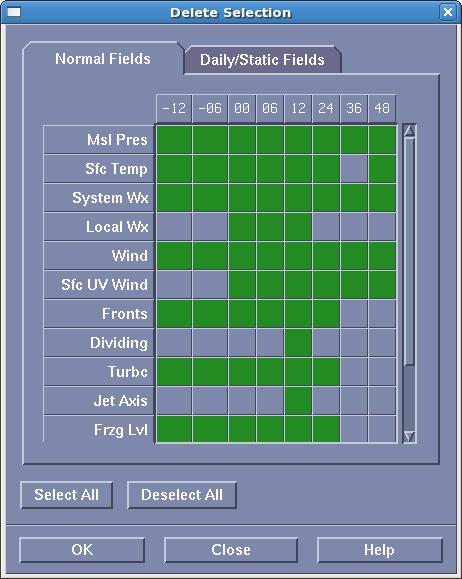 Delete Selection
Normal Fields
Daily/Static Fields
-12 -06 00 06 12 24 36 48
Msl Pres
Sfc Temp
System Wx
Local Wx
Wind
Sfc UV Wind
Fronts
Dividing
Turbc
Jet Axis
Frzg Lvl
Select All
Deselect All
OK
Close
Help